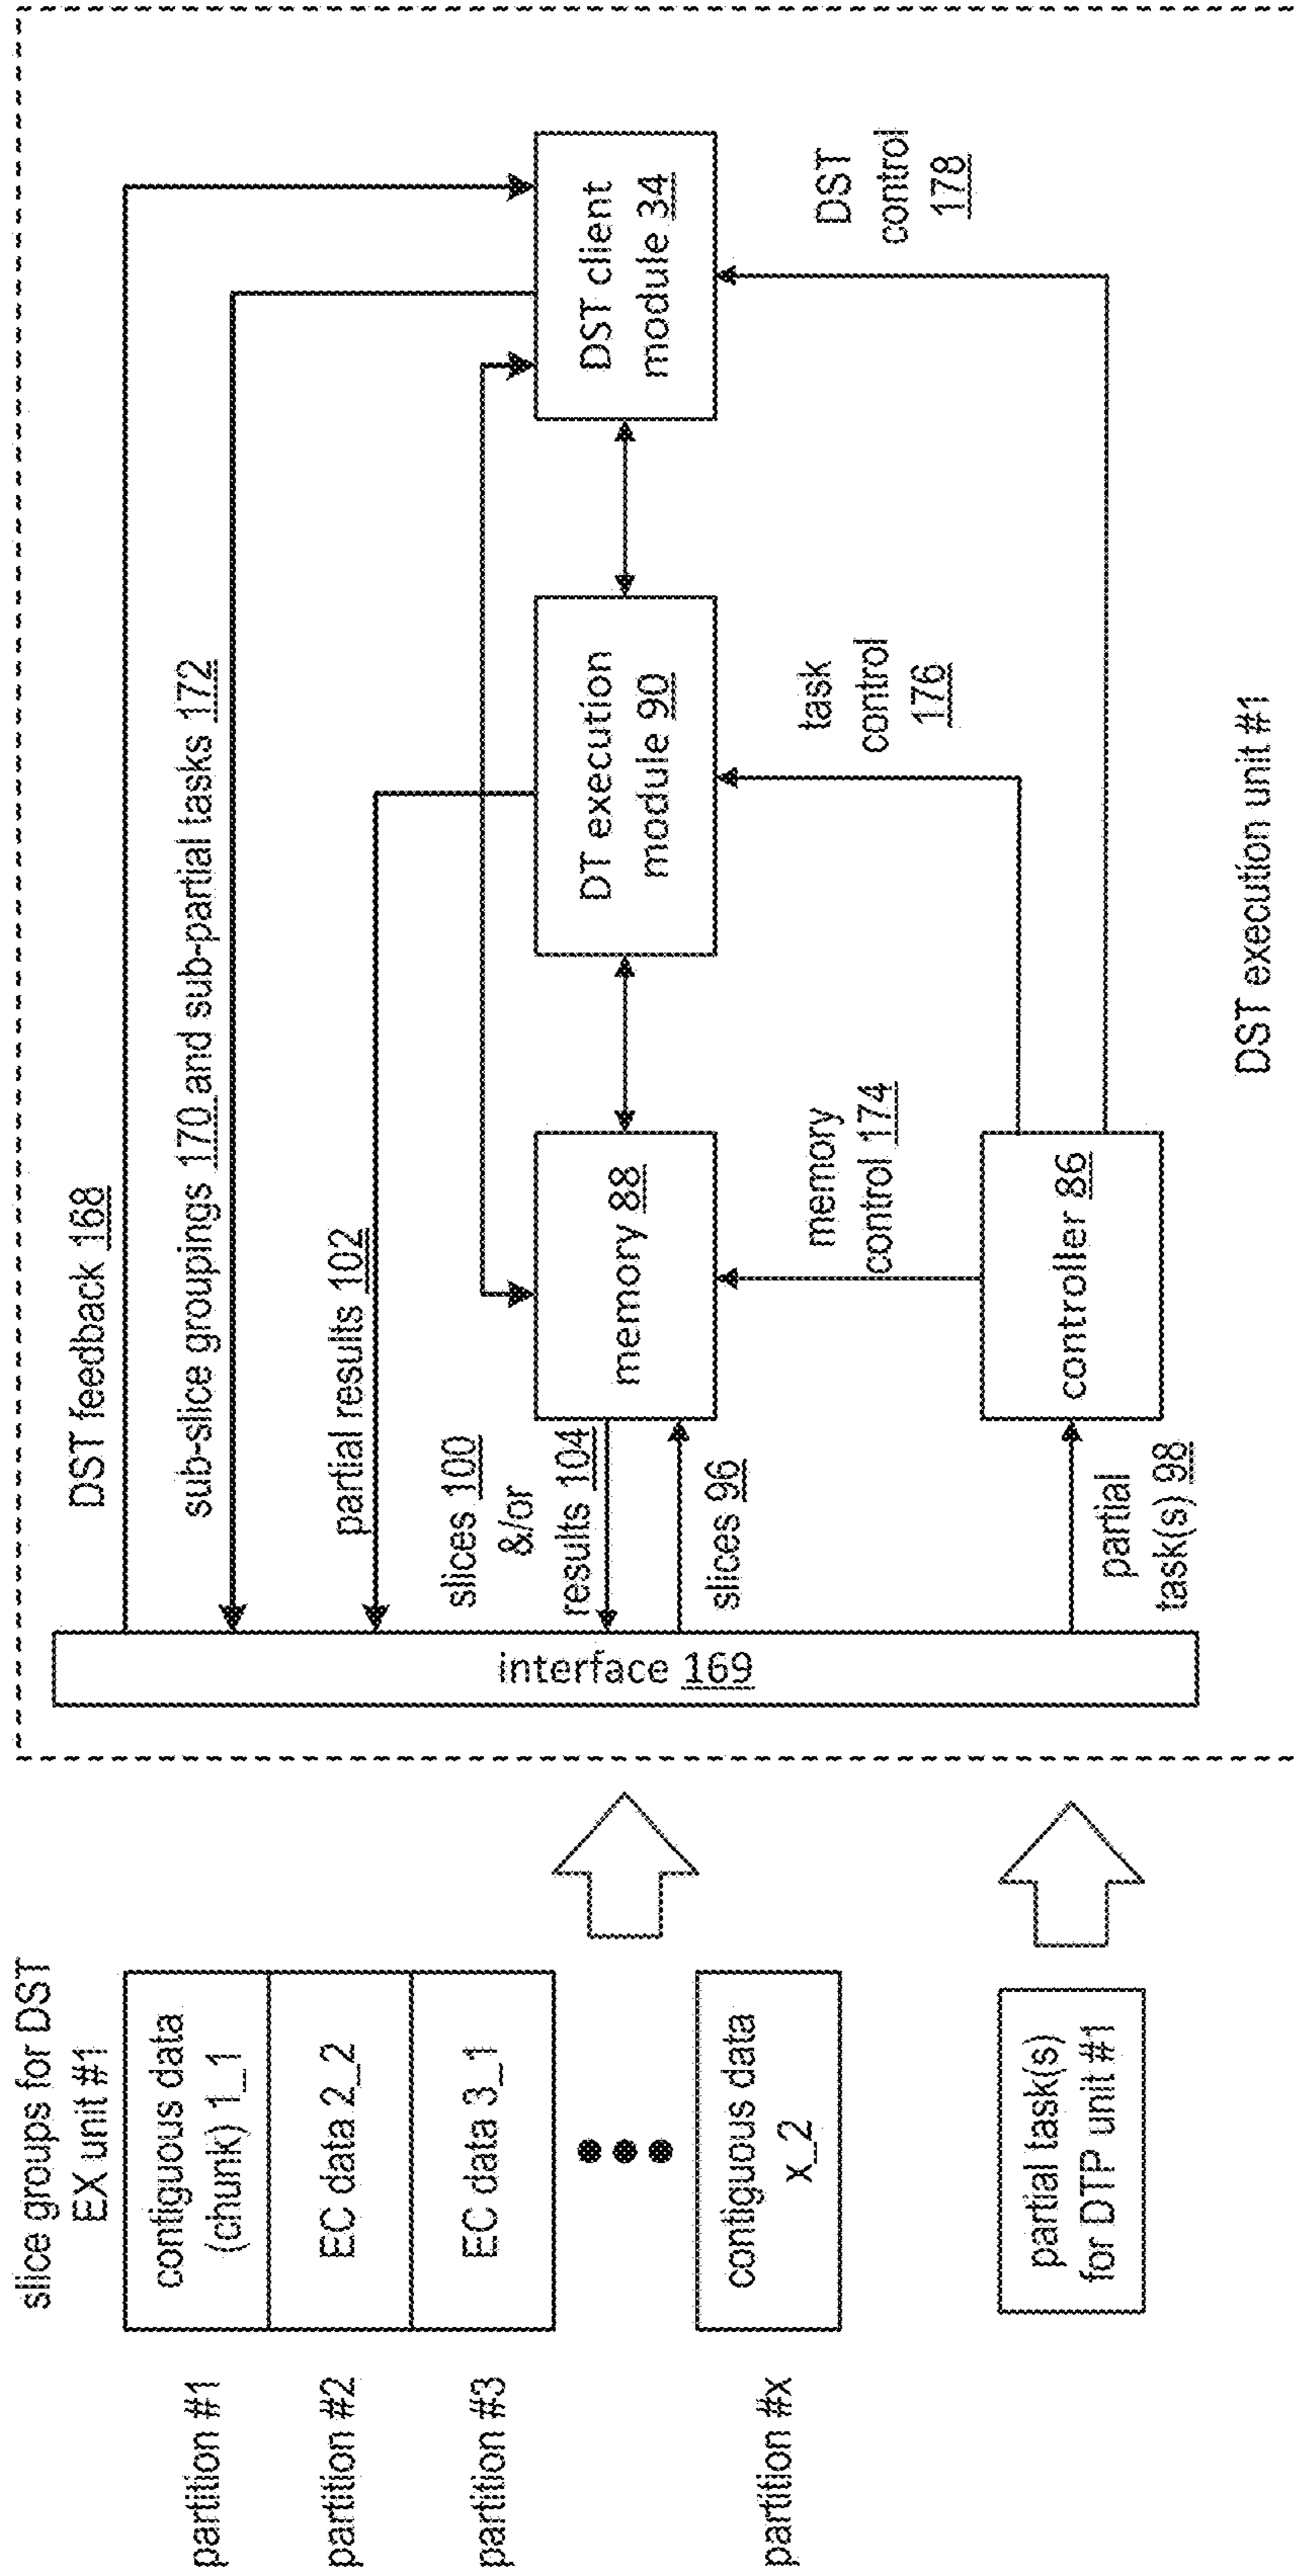 slice groups for DST
EX unit #1
partition #1
contiguous data
(chunk) 1_1
partition #2
EC data 2_2
partition #3
EC data 3_1
partition #x
contiguous data
x_2
partial task(s)
for DTP unit #1
interface 169
DST feedback 168
sub-slice groupings 170 and sub-partial tasks 172
partial results 102
slices 100
&/or
results 104
slices 96
partial
task(s) 98
memory 88
DT execution
module 90
DST client
module 34
memory
control 174
task
control
176
DST
control
178
controller 86
DST execution unit #1